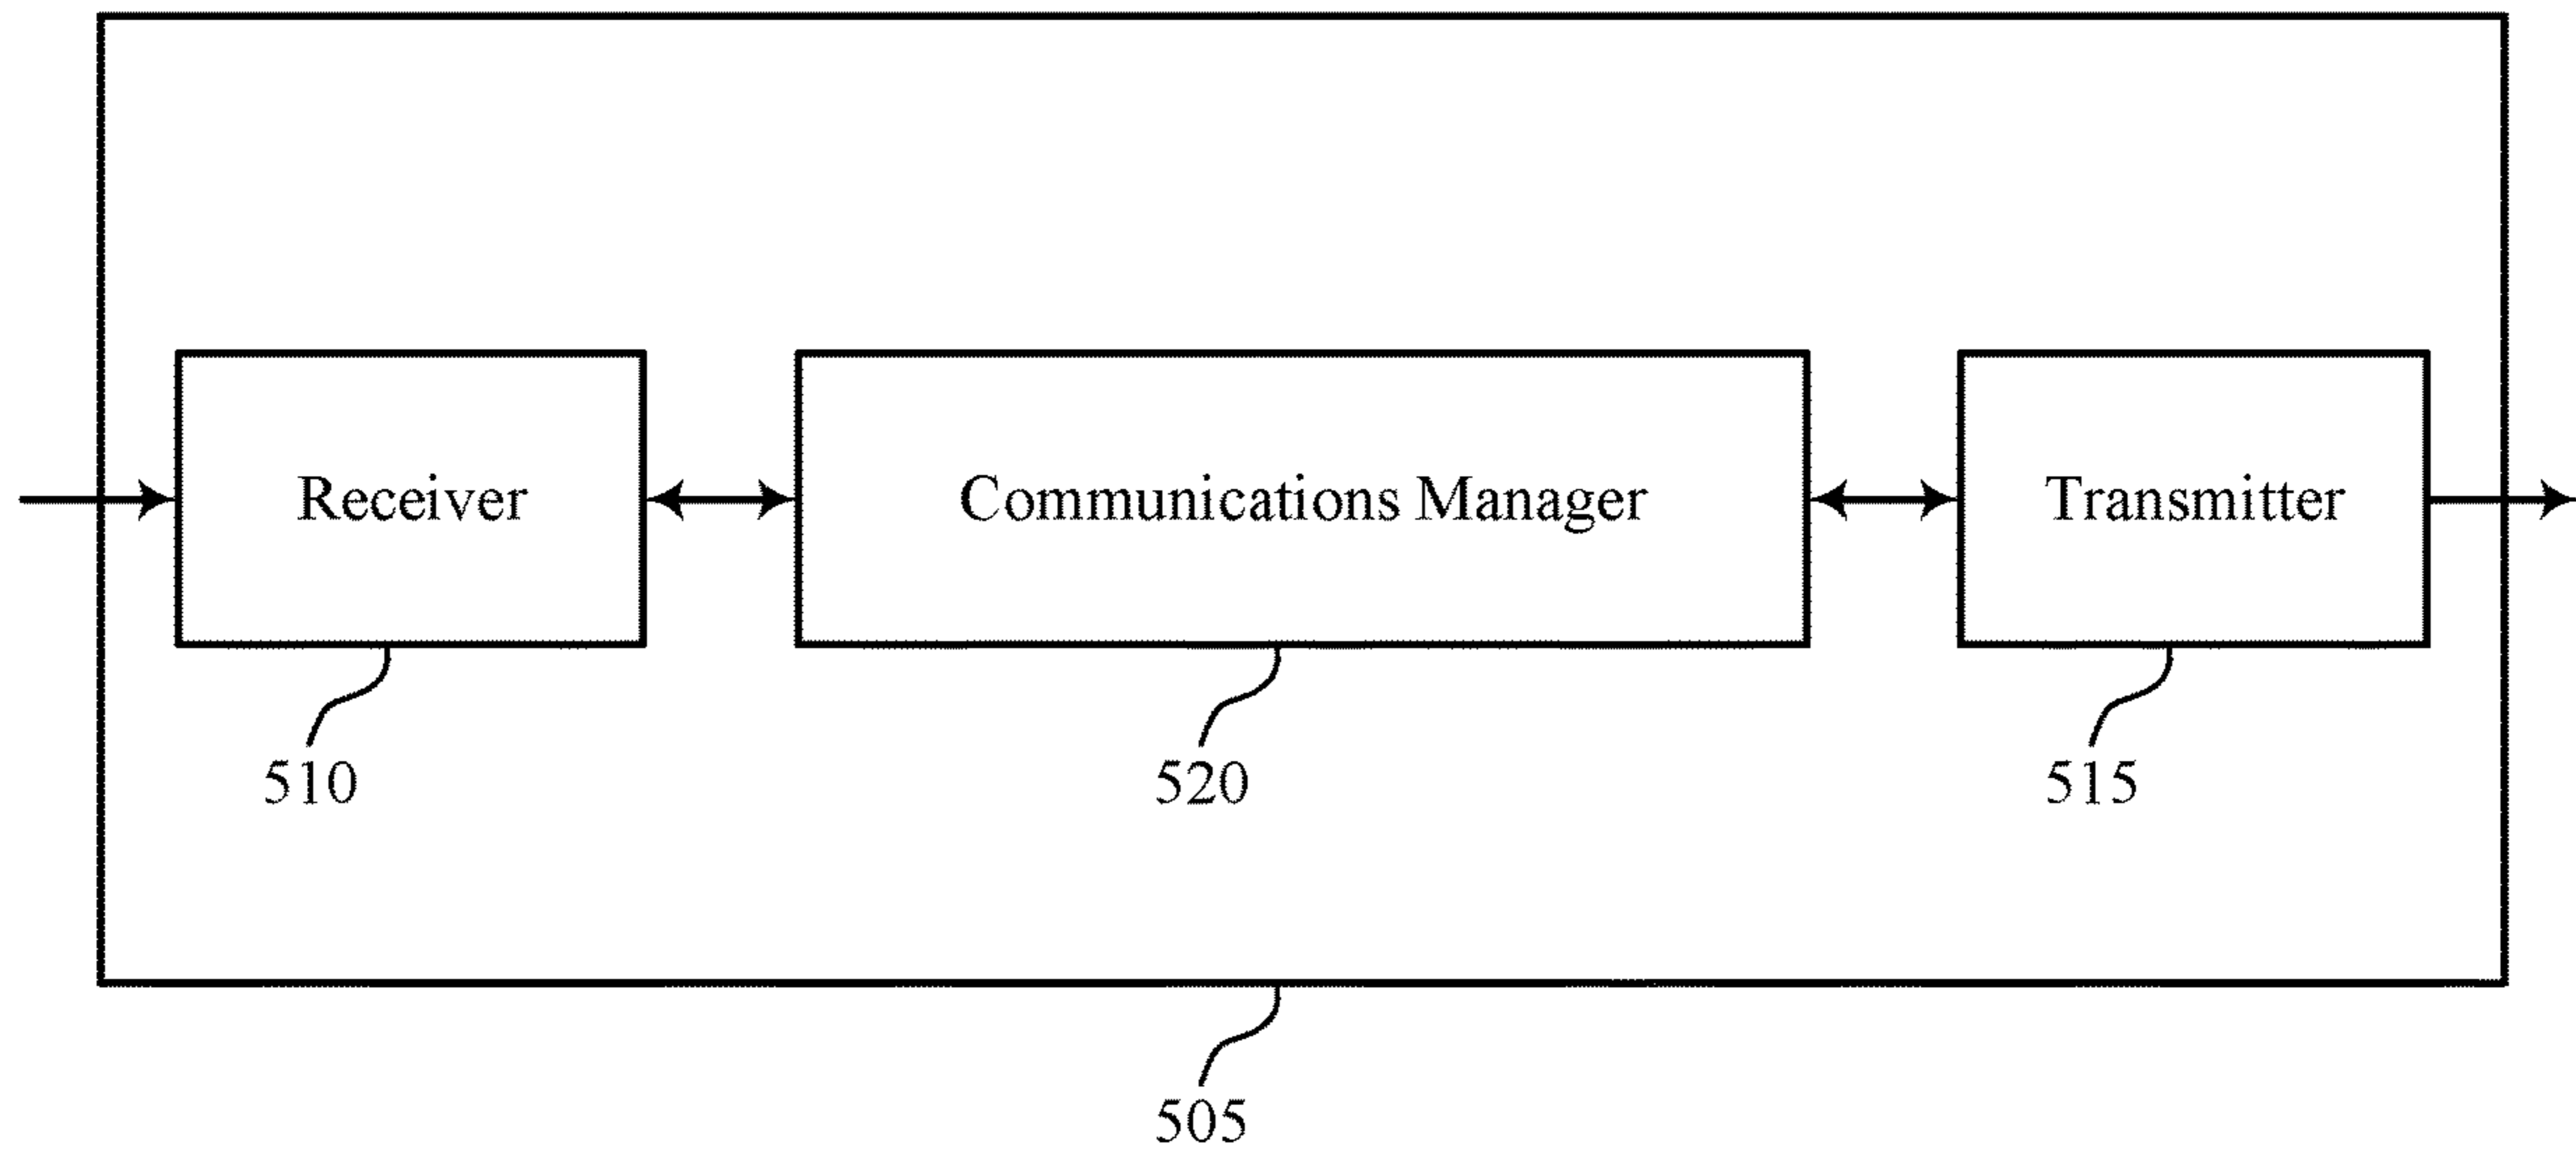 Receiver
Communications Manager
Transmitter
510
520
515
505